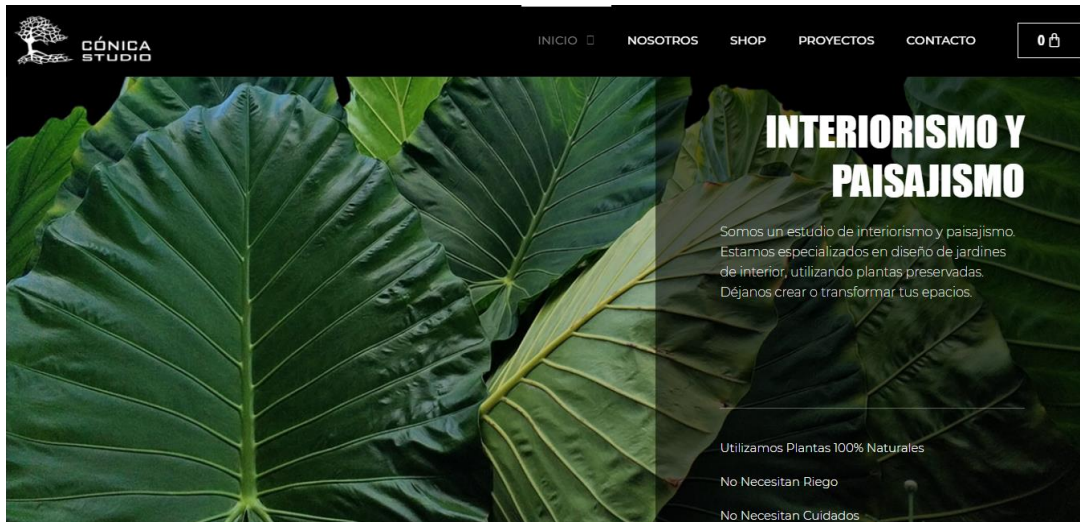 CÓNICA
STUDIO
INICIO
NOSOTROS
SHOP
PROYECTOS
CONTACTO
0
INTERIORISMO Y
PAISAJISMO
Somos un estudio de interiorismo y paisajismo.
Estamos especializados en diseño de jardines
de interior, utilizando plantas preservadas.
Déjanos crear o transformar tus epacios.
Utilizamos Plantas 100% Naturales
No Necesitan Riego
No Necesitan Cuidados